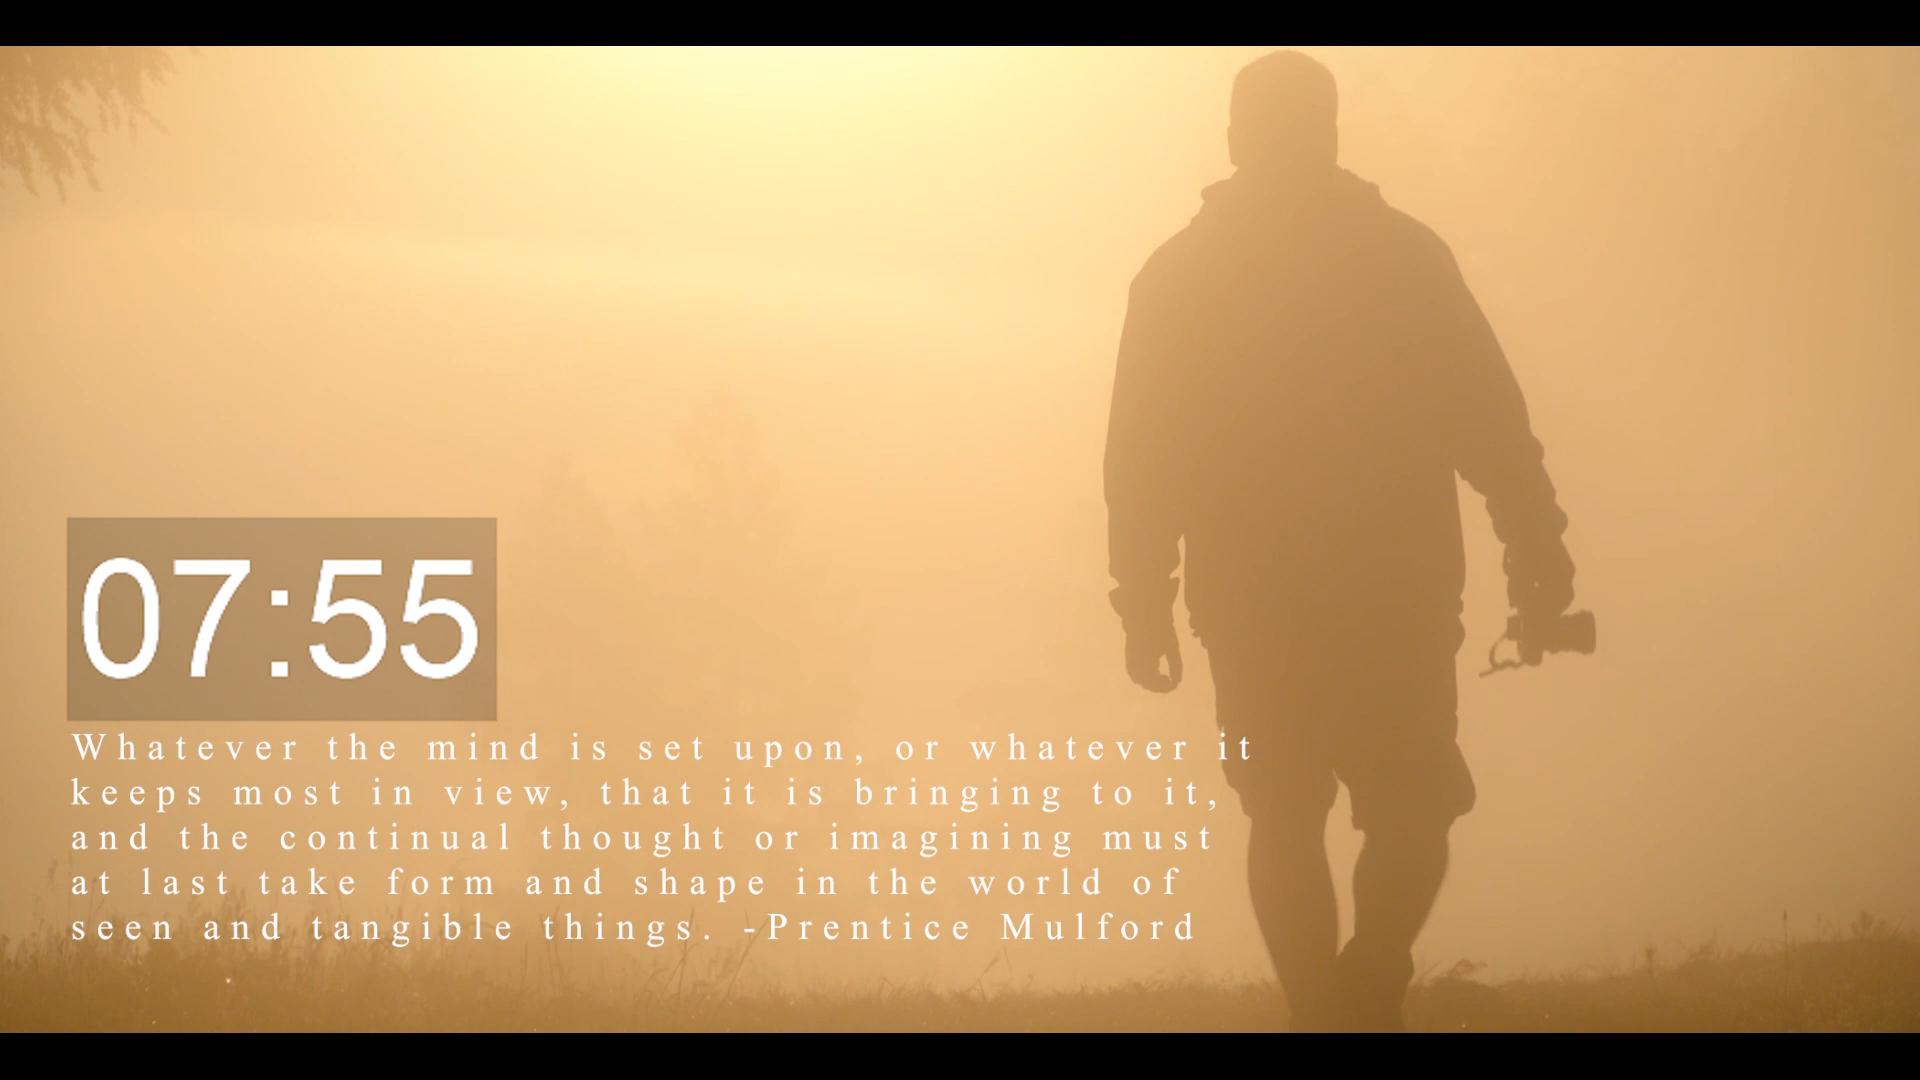 07:55
Whatever the mind is set upon, or whatever it
keeps most in view, that it is bringing to it,
and the continual thought or imagining must
at last take form and shape in the world of
seen and tangible things. -Prentice Mulford